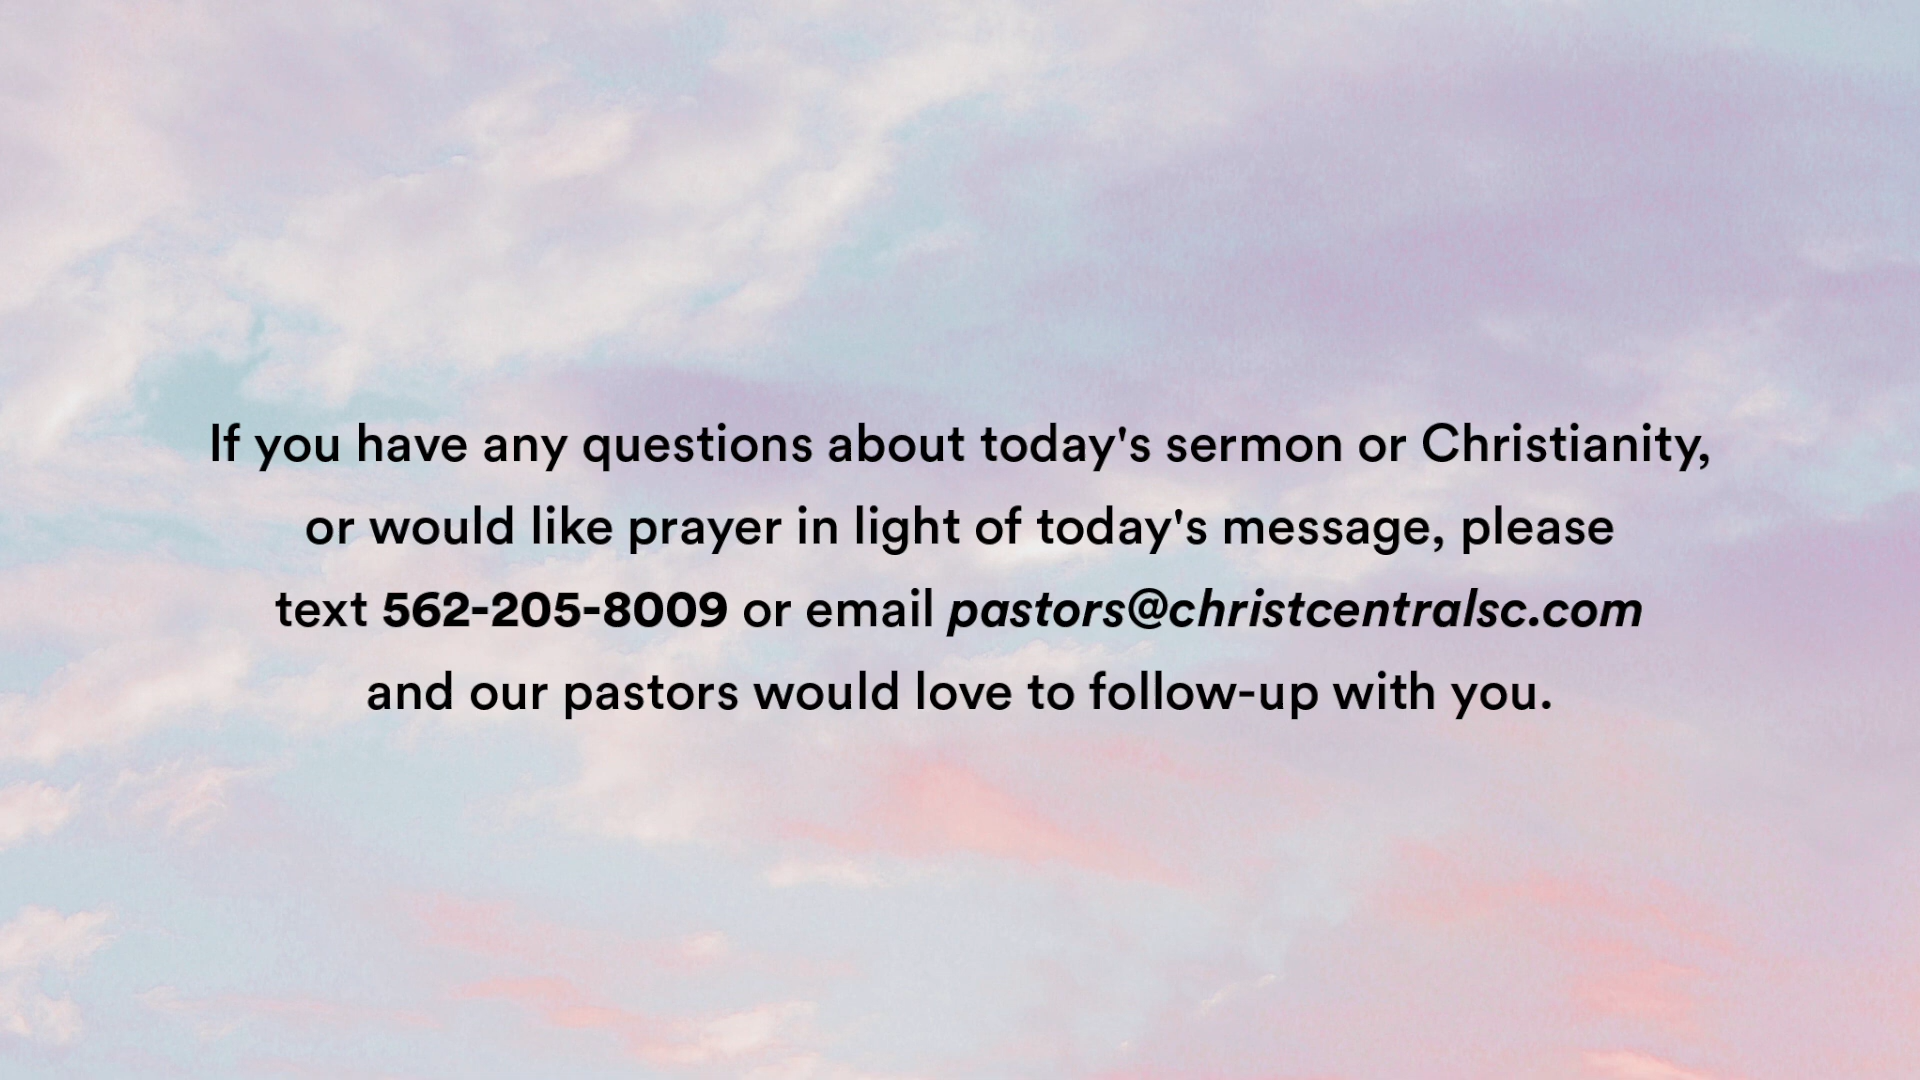 If you have any questions about today's sermon or Christianity,
or would like prayer in light of today's message, please
text 562-205-8009 or email pastors@christcentralsc.com
and our pastors would love to follow-up with you.